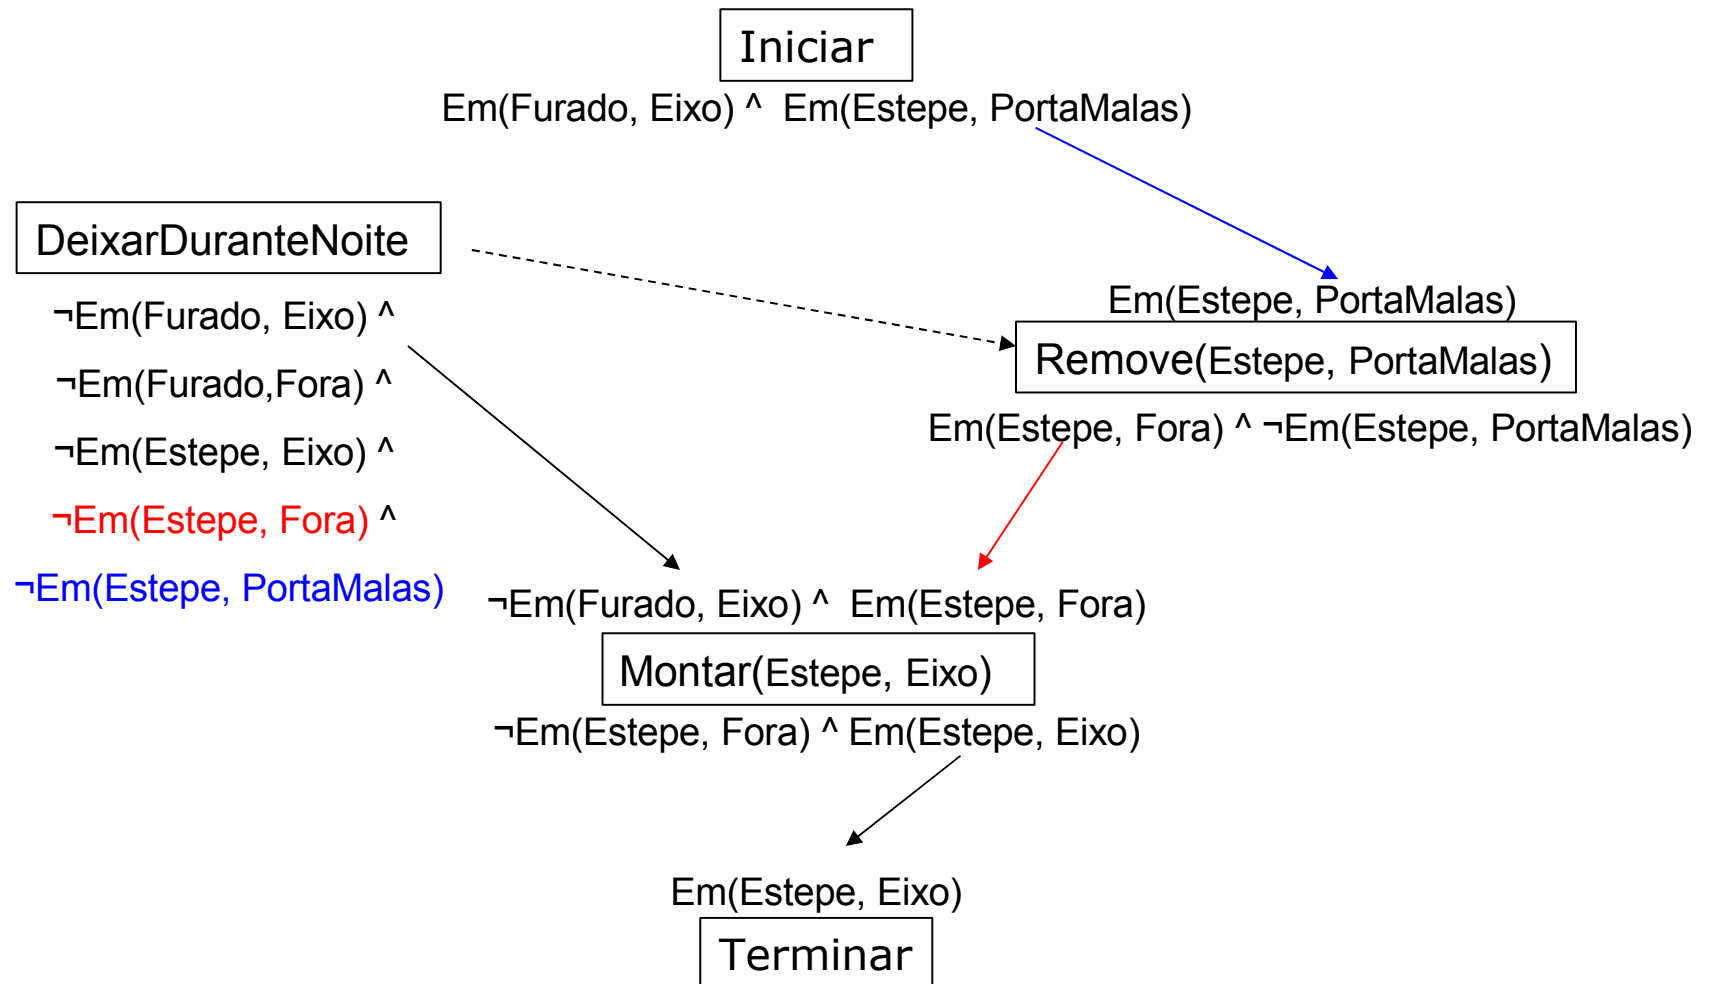 Iniciar
Em(Furado, Eixo) ^ Em(Estepe, PortaMalas)
DeixarDuranteNoite
¬Em(Furado, Eixo) ^
¬Em(Furado,Fora) ^
¬Em(Estepe, Eixo) ^
¬Em(Estepe, Fora) ^
¬Em(Estepe, PortaMalas)
Em(Estepe, PortaMalas)
Remove(Estepe, PortaMalas)
Em(Estepe, Fora) ^ ¬Em(Estepe, PortaMalas)
¬Em(Furado, Eixo) ^ Em(Estepe, Fora)
Montar(Estepe, Eixo)
¬Em(Estepe, Fora) ^ Em(Estepe, Eixo)
Em(Estepe, Eixo)
Terminar